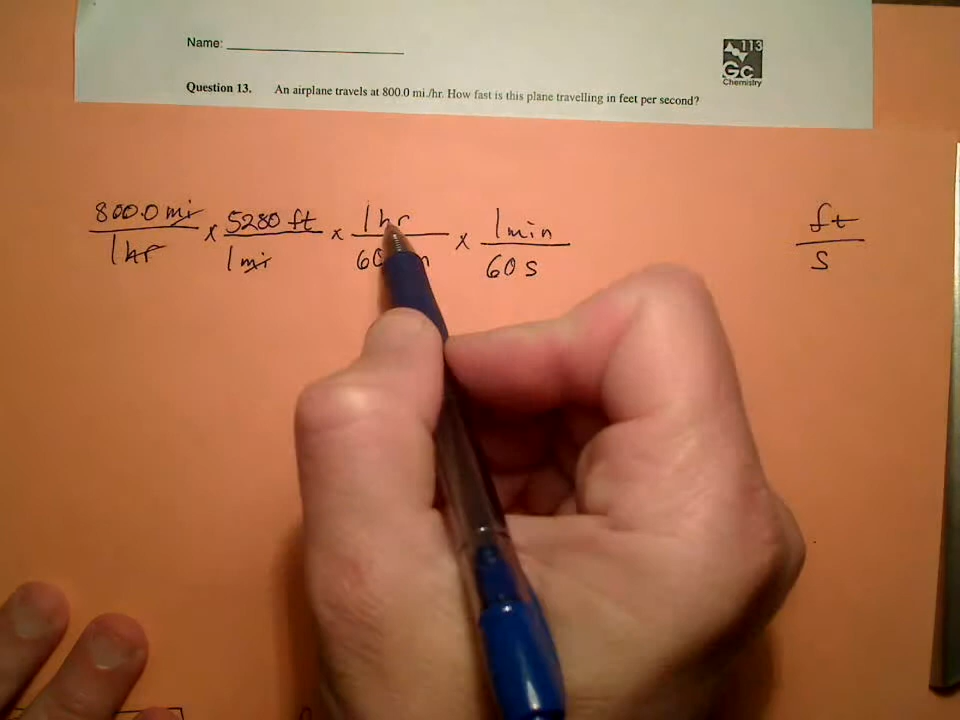 Name:
113
Gc
Chemistry
Question 13. An airplane travels at 800.0 mi./hr. How fast is this plane travelling in feet per second?
800.0 mi × 5280 ft × 1 hr × 1 min ft
1 hr 1 mi 60 s s